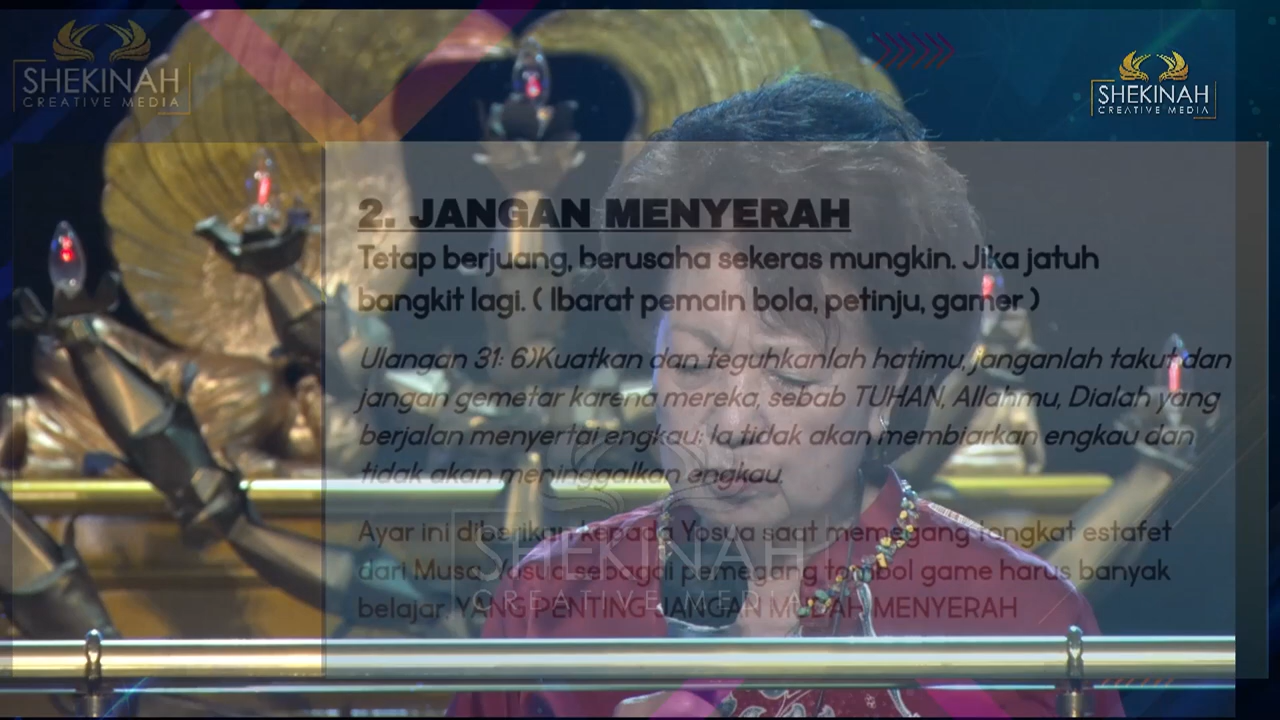 SHEKINAH
CREATIVE MEDIA
SHEKINAH
CREATIVE MEDIA
2. JANGAN MENYERAH
Tetap berjuang, berusaha sekeras mungkin. Jika jatuh
bangkit lagi. ( Ibarat pemain bola, petinju, gamer )
Ulangan 31: 6)Kuatkan dan teguhkanlah hatimu, janganlah takut dan
jangan gemetar karena mereka, sebab TUHAN, Allahmu, Dialah yang
berjalan menyertai engkau; Ia tidak akan membiarkan engkau dan
tidak akan meninggalkan engkau.
Ayar ini diberikan kepada Yosua saat memegang tongkat estafet
dari Musa. Yosua sebagai pemegang tombol game harus banyak
belajar. YANG PENTING JANGAN MUDAH MENYERAH
SHEKINAH
CREATIVE MEDIA